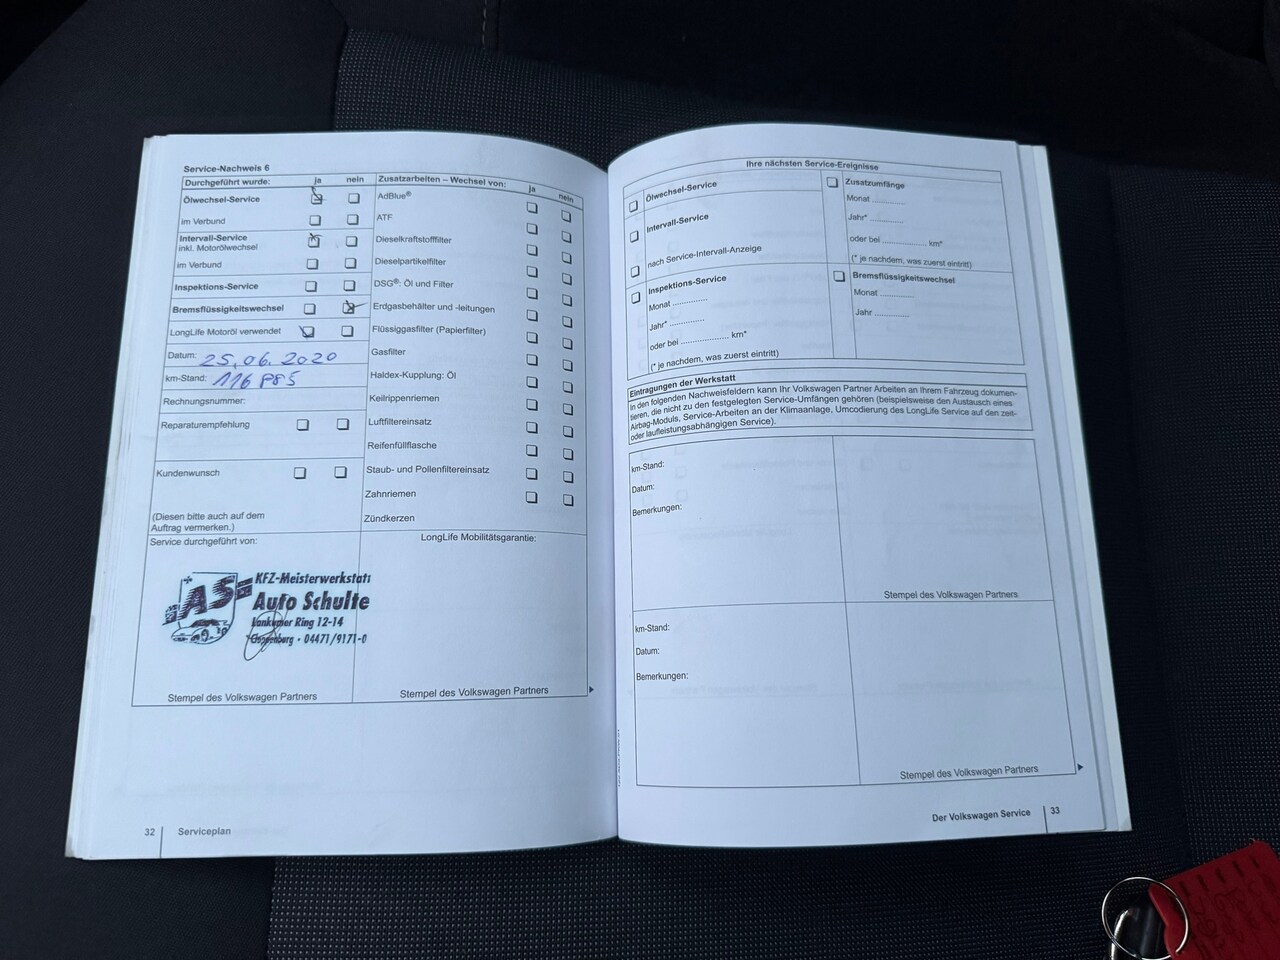 Service-Nachweis 6
Durchgeführt wurde: ja nein
Ölwechsel-Service
im Verbund
Intervall-Service
inkl. Motorölwechsel
im Verbund
Inspektions-Service
Bremsflüssigkeitswechsel
LongLife Motoröl verwendet
Datum: 25.06.2020
km-Stand: 116
Rechnungsnummer:
Reparaturempfehlung
Kundenwunsch
(Diesen bitte auch auf dem
Auftrag vermerken.)
Zusatzarbeiten – Wechsel von: ja nein
AdBlue®
ATF
Dieselkraftstofffilter
Dieselpartikelfilter
DSG®: Öl und Filter
Erdgasbehälter und -leitungen
Flüssiggasfilter (Papierfilter)
Gasfilter
Haldex-Kupplung: Öl
Keilrippenriemen
Luftfiltereinsatz
Reifenfüllflasche
Staub- und Pollenfiltereinsatz
Zahnriemen
Zündkerzen
Service durchgeführt von:
AS
KFZ-Meisterwerkstatt
Auto Schulte
Ring 12-14
04471/9171-0
Stempel des Volkswagen Partners
LongLife Mobilitätsgarantie:
Stempel des Volkswagen Partners
32 Serviceplan
Ihre nächsten Service-Ereignisse
Ölwechsel-Service
Intervall-Service
nach Service-Intervall-Anzeige
Inspektions-Service
Monat ..............
Jahr* ..............
oder bei .................... km*
(* je nachdem, was zuerst eintritt)
Zusatzumfänge
Monat ............
Jahr* ............
oder bei .................. km*
(* je nachdem, was zuerst eintritt)
Bremsflüssigkeitswechsel
Monat ..............
Jahr ..............
Eintragungen der Werkstatt
In den folgenden Nachweisfeldern kann Ihr Volkswagen Partner Arbeiten an Ihrem Fahrzeug dokumen-
tieren, die nicht zu den festgelegten Service-Umfängen gehören (beispielsweise den Austausch eines
Airbag-Moduls, Service-Arbeiten an der Klimaanlage, Umcodierung des LongLife Service auf den zeit-
oder laufleistungsabhängigen Service).
km-Stand:
Datum:
Bemerkungen:
Stempel des Volkswagen Partners
km-Stand:
Datum:
Bemerkungen:
Stempel des Volkswagen Partners
Der Volkswagen Service 33